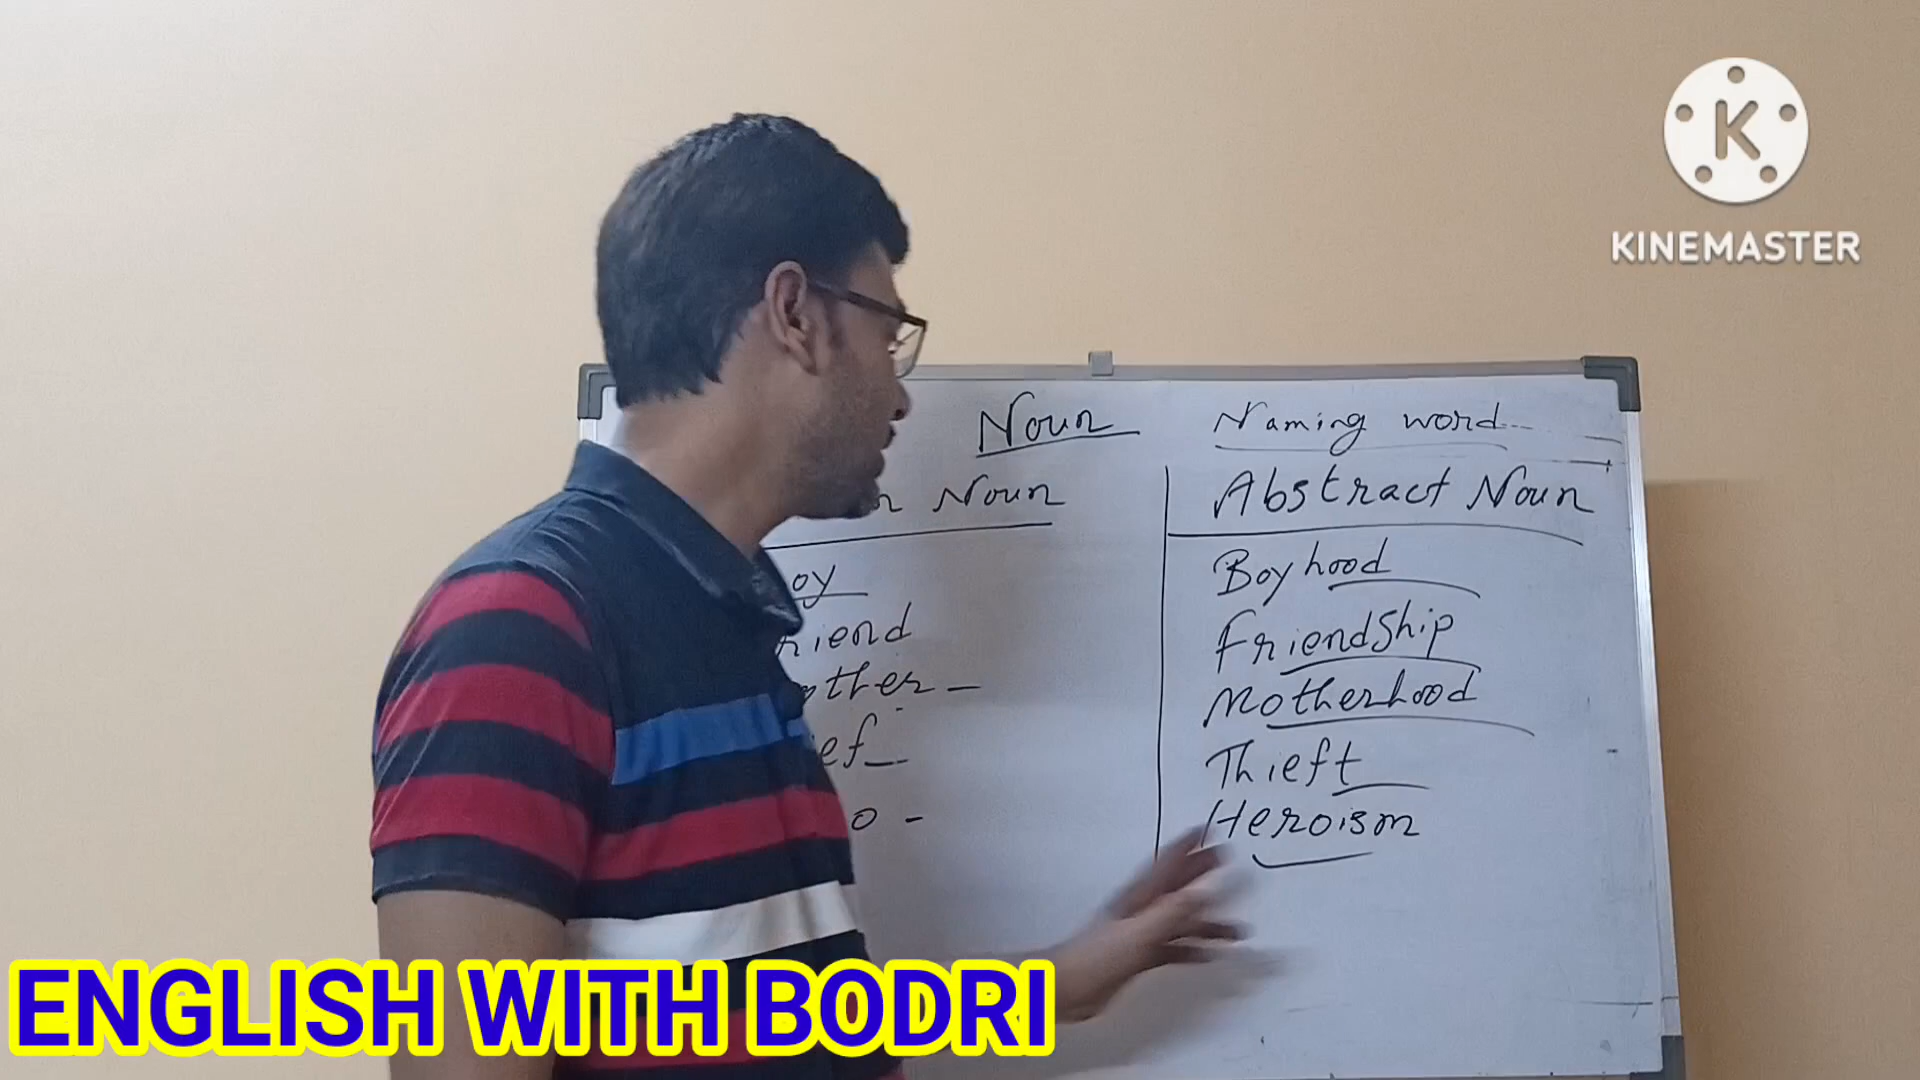 K
KINEMASTER
Noun Naming word
n Noun Abstract Noun
oy Boyhood
riend Friendship
other - Motherhood
ef - Thieft
o - Heroism
ENGLISH WITH BODRI